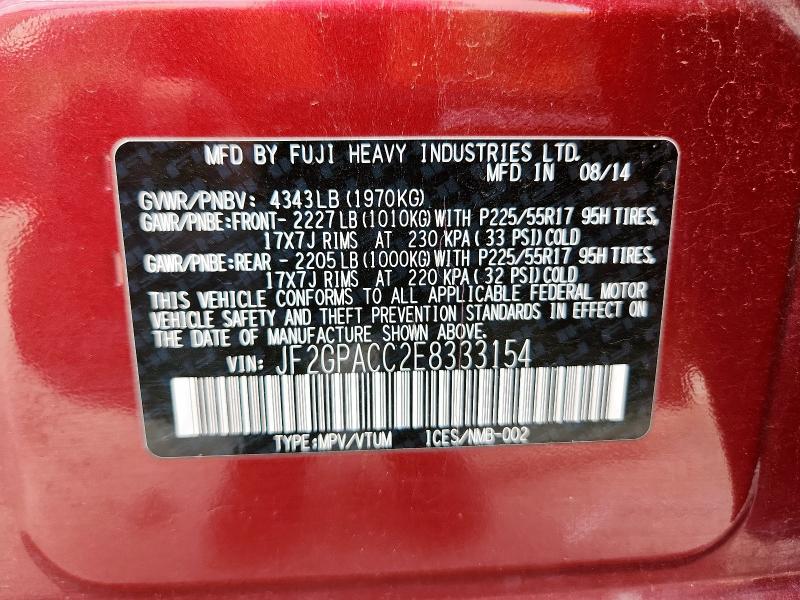 MFD BY FUJI HEAVY INDUSTRIES LTD.
MFD IN 08/14
GVWR/PNBV: 4343LB (1970KG)
GAWR/PNBE:FRONT- 2227LB (1010KG) WITH P225/55R17 95H TIRES,
17X7J RIMS AT 230 KPA ( 33 PSI) COLD
GAWR/PNBE:REAR - 2205LB (1000KG) WITH P225/55R17 95H TIRES,
17X7J RIMS AT 220 KPA ( 32 PSI) COLD
THIS VEHICLE CONFORMS TO ALL APPLICABLE FEDERAL MOTOR
VEHICLE SAFETY AND THEFT PREVENTION STANDARDS IN EFFECT ON
THE DATE OF MANUFACTURE SHOWN ABOVE.
VIN: JF2GPACC2E8333154
TYPE:MPV/VTUM ICES/NMB-002